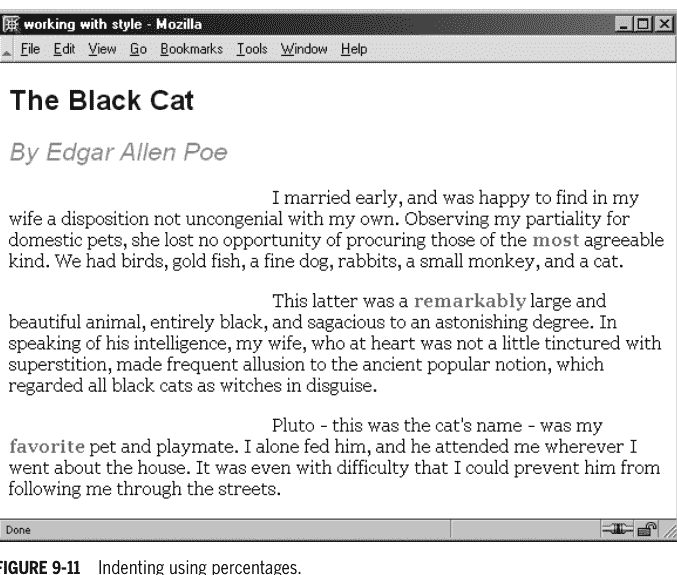 working with style - Mozilla
File Edit View Go Bookmarks Tools Window Help
The Black Cat
By Edgar Allen Poe
I married early, and was happy to find in my
wife a disposition not uncongenial with my own. Observing my partiality for
domestic pets, she lost no opportunity of procuring those of the most agreeable
kind. We had birds, gold fish, a fine dog, rabbits, a small monkey, and a cat.
This latter was a remarkably large and
beautiful animal, entirely black, and sagacious to an astonishing degree. In
speaking of his intelligence, my wife, who at heart was not a little tinctured with
superstition, made frequent allusion to the ancient popular notion, which
regarded all black cats as witches in disguise.
Pluto - this was the cat's name - was my
favorite pet and playmate. I alone fed him, and he attended me wherever I
went about the house. It was even with difficulty that I could prevent him from
following me through the streets.
Done
FIGURE 9-11 Indenting using percentages.